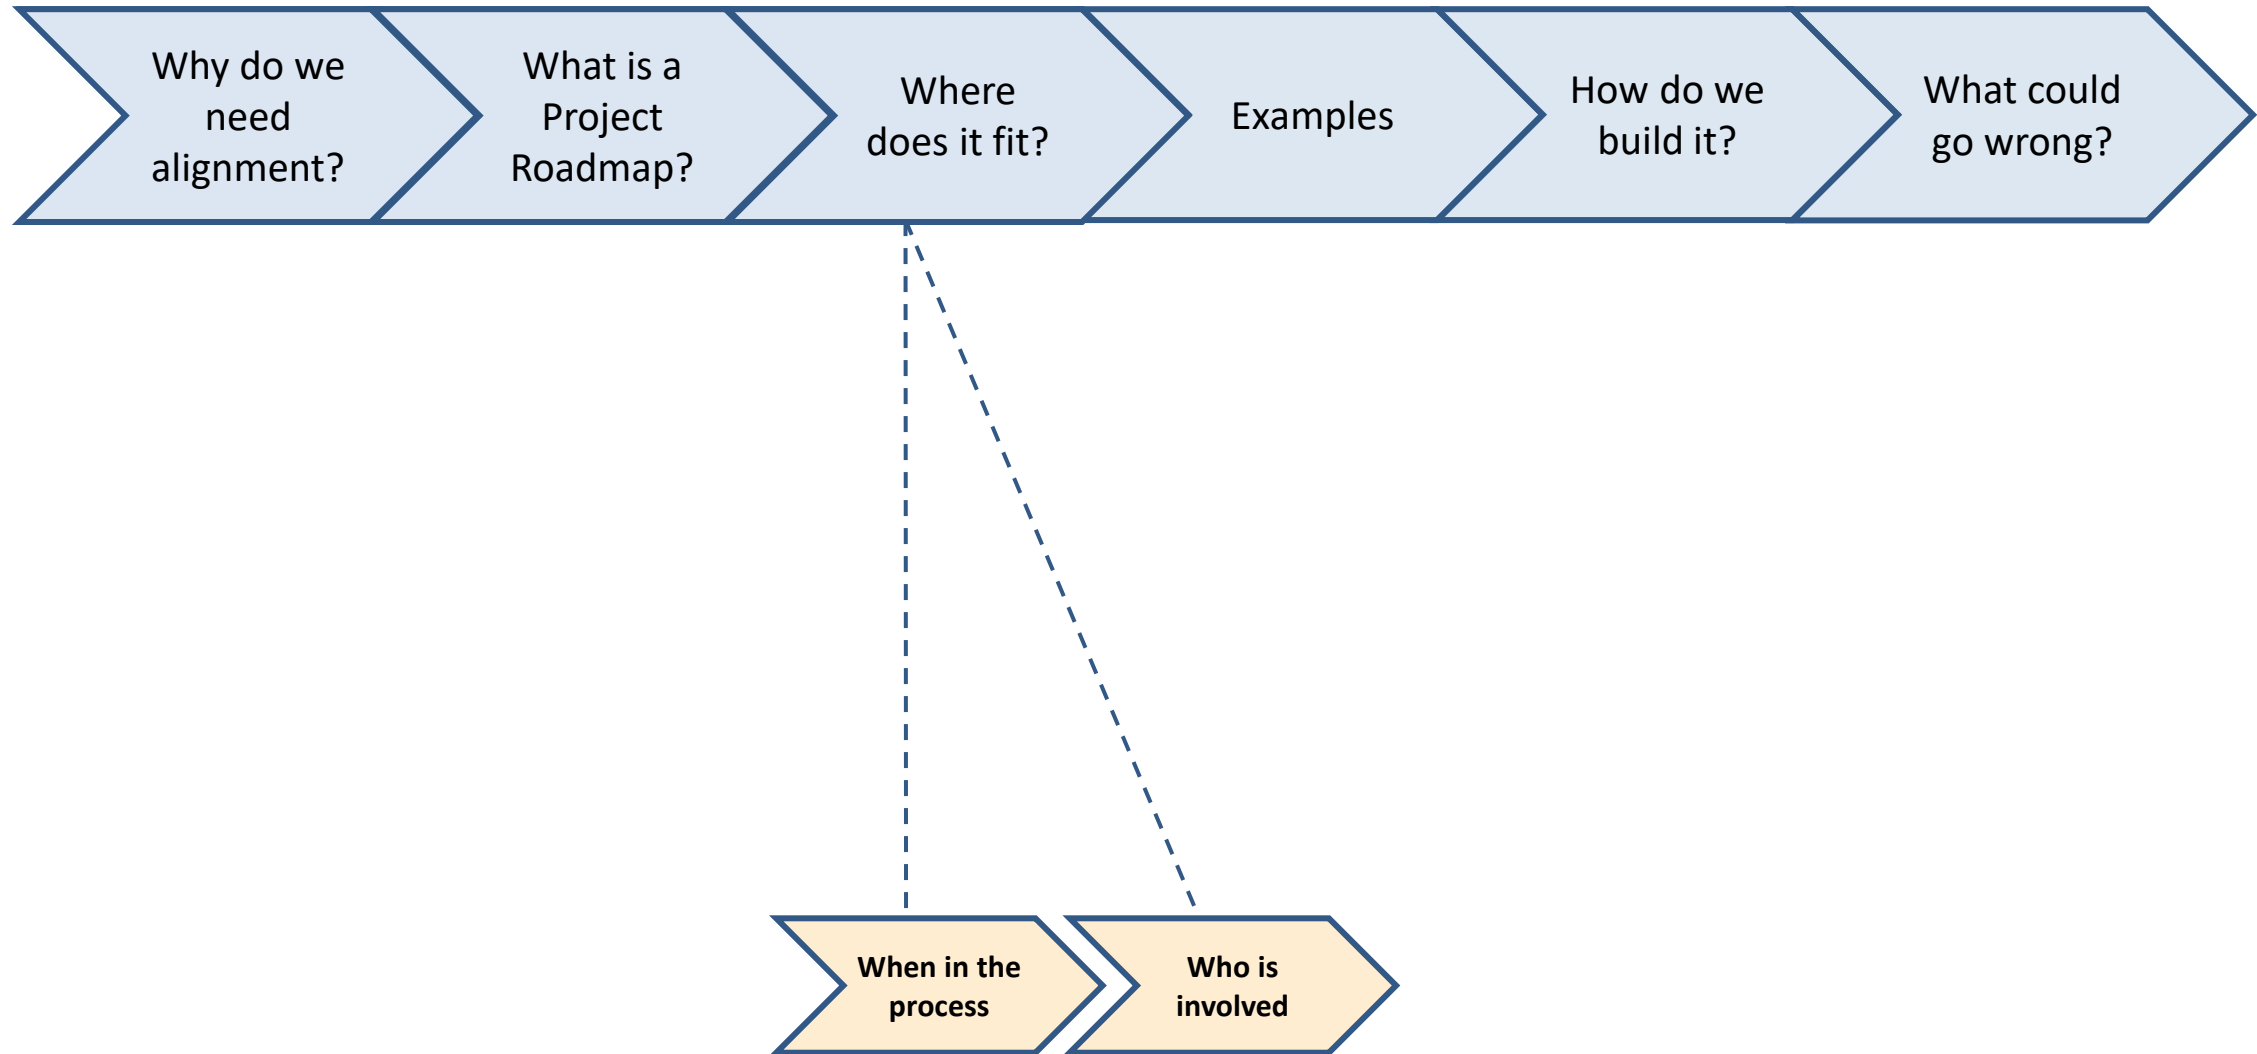 Why do we
need
alignment?
What is a
Project
Roadmap?
Where
does it fit?
Examples
How do we
build it?
What could
go wrong?
When in the
process
Who is
involved